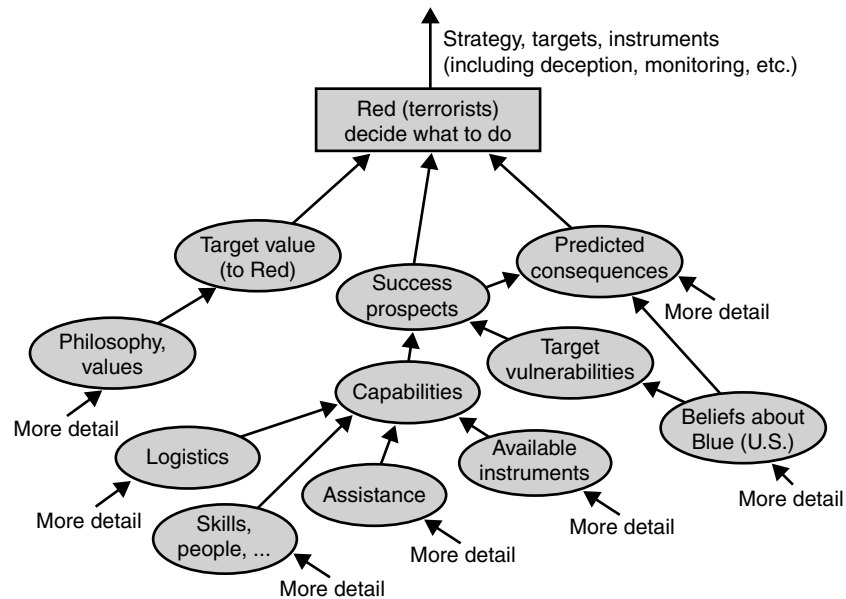 Strategy, targets, instruments
(including deception, monitoring, etc.)
Red (terrorists)
decide what to do
Target value
(to Red)
Predicted
consequences
Success
prospects
More detail
Philosophy,
values
Target
vulnerabilities
Capabilities
More detail
Beliefs about
Blue (U.S.)
Logistics
Available
instruments
Assistance
More detail
More detail
Skills,
people, ...
More detail
More detail
More detail